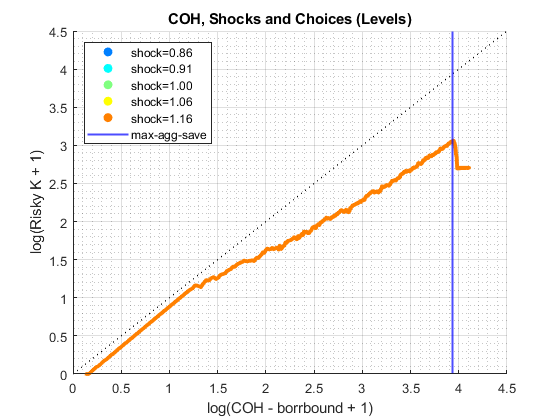 COH, Shocks and Choices (Levels)
4.5
4
3.5
3
2.5
2
1.5
1
0.5
0
log(Risky K + 1)
shock=0.86
shock=0.91
shock=1.00
shock=1.06
shock=1.16
max-agg-save
0 0.5 1 1.5 2 2.5 3 3.5 4 4.5
log(COH - borrbound + 1)